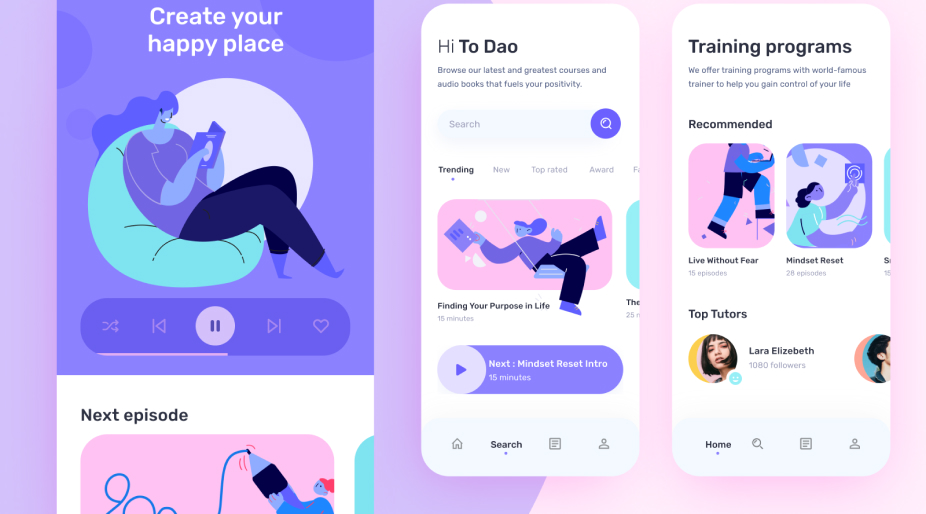 Create your
happy place
Next episode
Hi To Dao
Browse our latest and greatest courses and
audio books that fuels your positivity.
Search
Trending New Top rated Award
Finding Your Purpose in Life
15 minutes
The
25 m
Next : Mindset Reset Intro
15 minutes
Search
Training programs
We offer training programs with world-famous
trainer to help you gain control of your life
Recommended
Live Without Fear
15 episodes
Mindset Reset
28 episodes
Top Tutors
Lara Elizebeth
1080 followers
Home